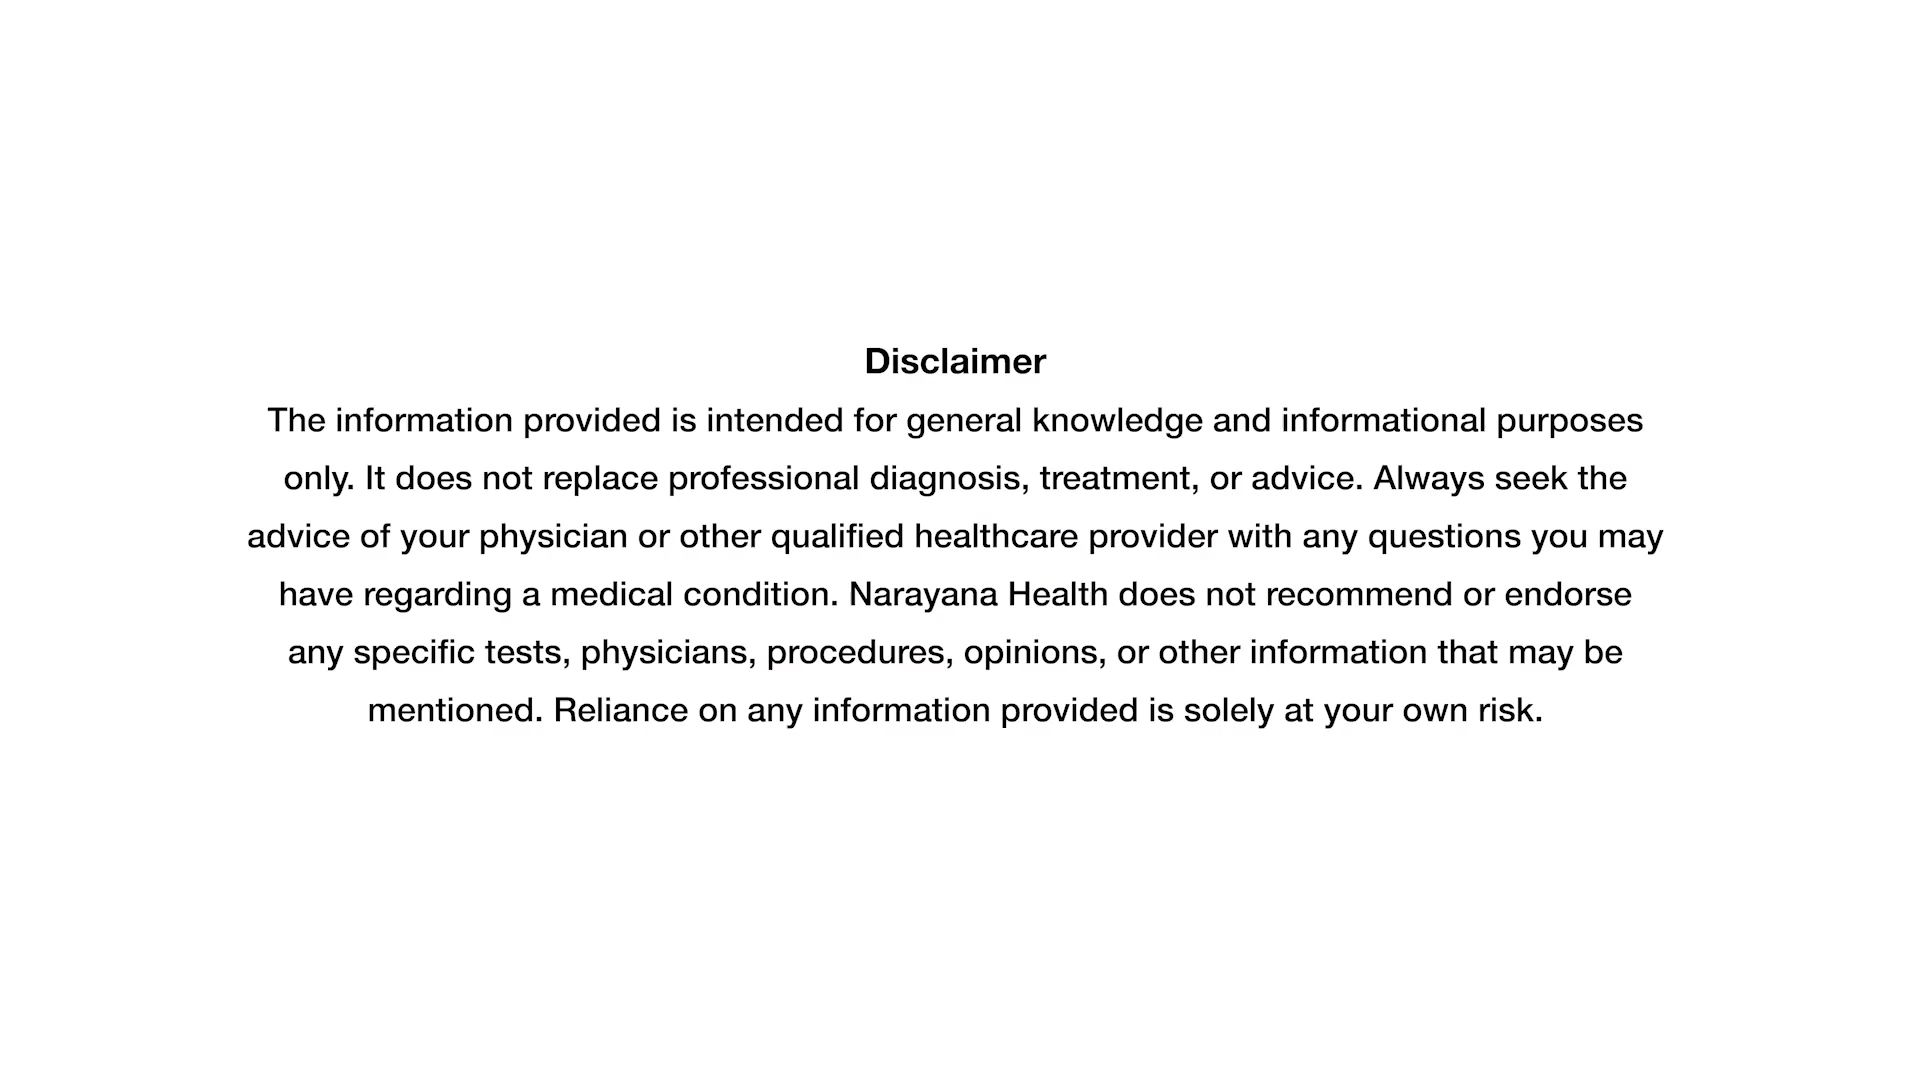 Disclaimer
The information provided is intended for general knowledge and informational purposes
only. It does not replace professional diagnosis, treatment, or advice. Always seek the
advice of your physician or other qualified healthcare provider with any questions you may
have regarding a medical condition. Narayana Health does not recommend or endorse
any specific tests, physicians, procedures, opinions, or other information that may be
mentioned. Reliance on any information provided is solely at your own risk.